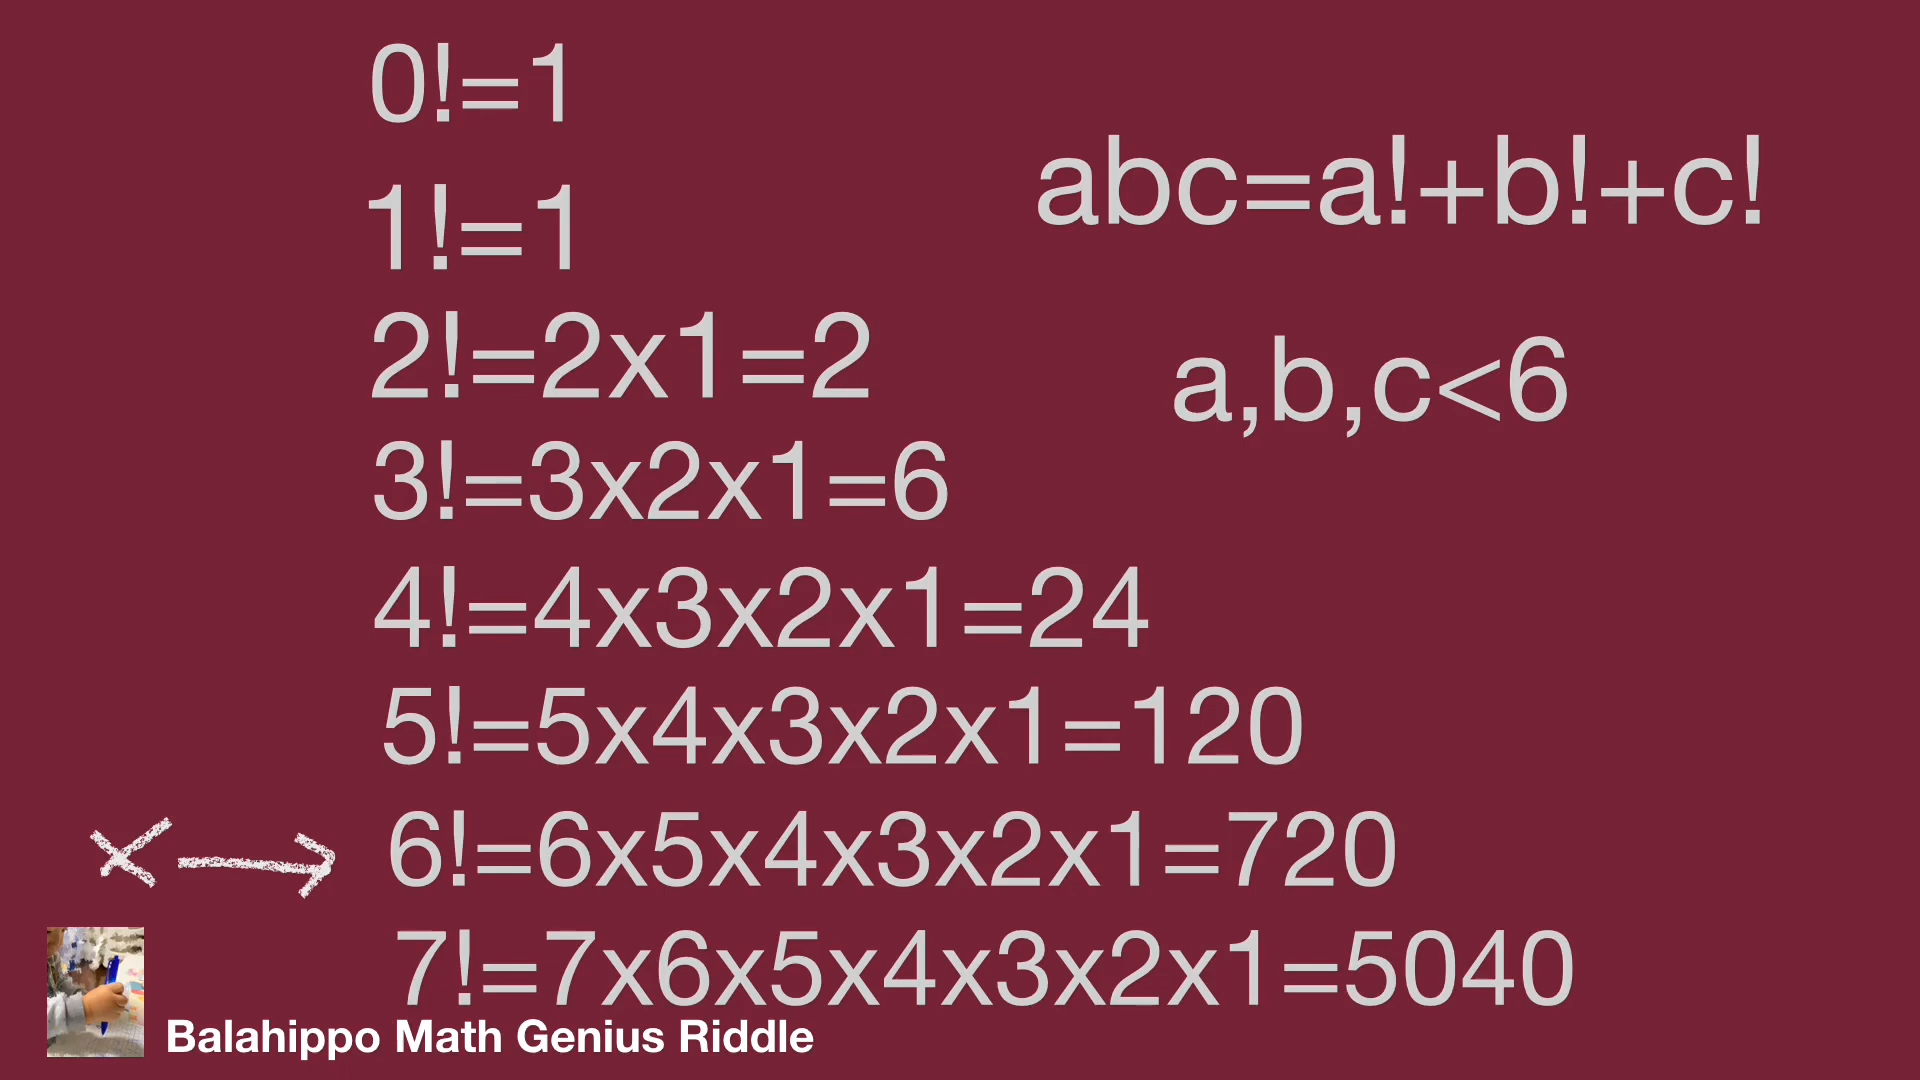 0!=1
1!=1
2!=2x1=2
3!=3x2x1=6
4!=4x3x2x1=24
5!=5x4x3x2x1=120
x → 6!=6x5x4x3x2x1=720
7!=7x6x5x4x3x2x1=5040
abc=a!+b!+c!
a,b,c<6
Balahippo Math Genius Riddle